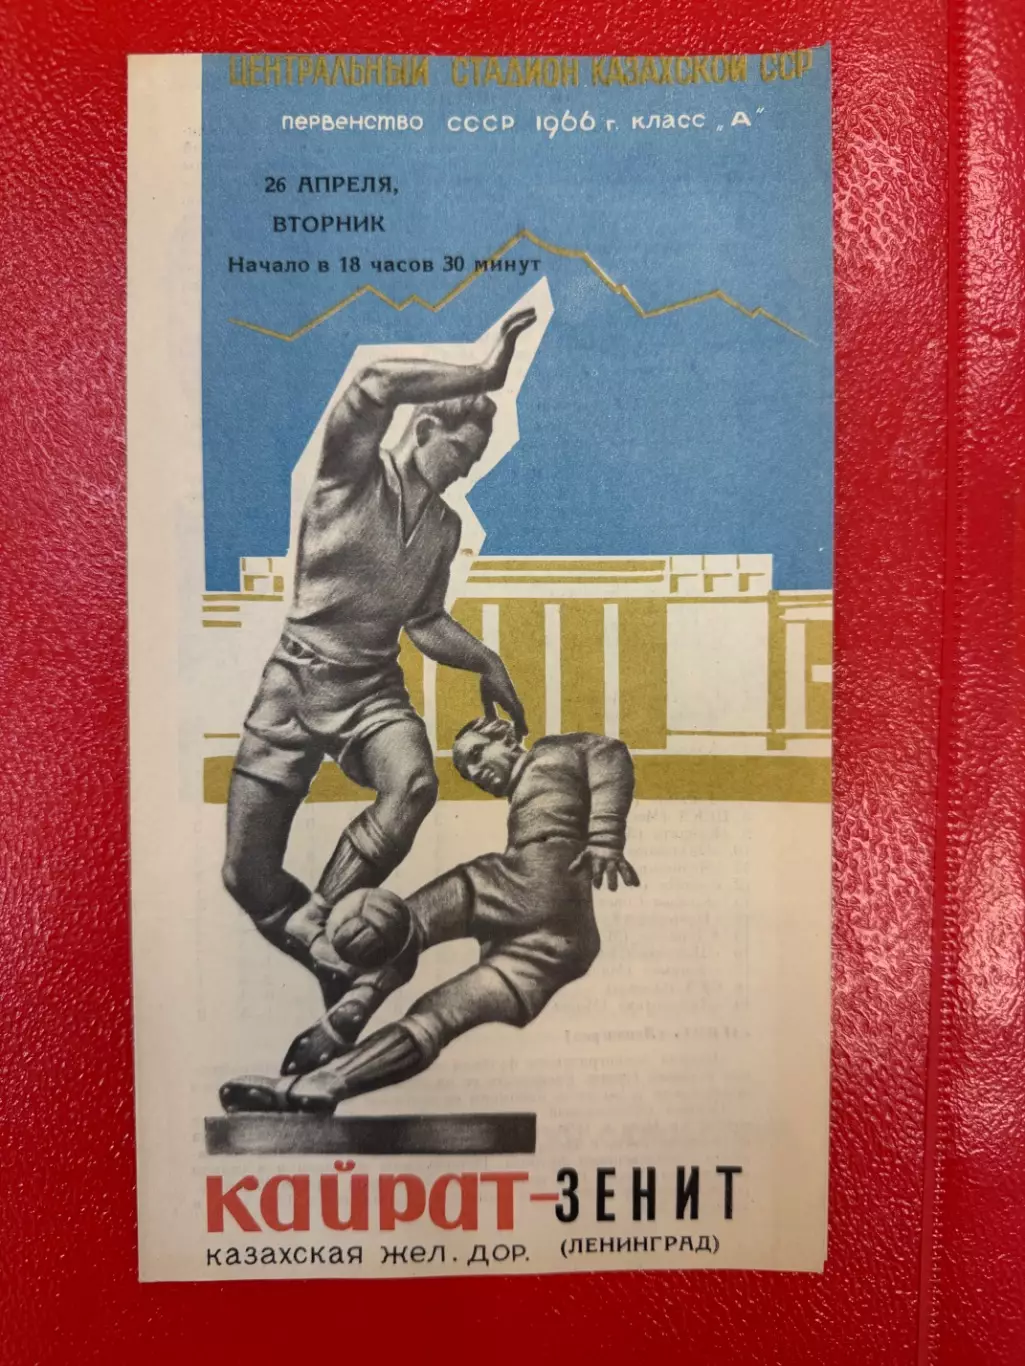 ЦЕНТРАЛЬНЫЙ СТАДИОН КАЗАХСКОЙ ССР
первенство СССР 1966 г. класс „А“
26 АПРЕЛЯ,
ВТОРНИК
Начало в 18 часов 30 минут
Кайрат-ЗЕНИТ
казахская жел. дор. (ЛЕНИНГРАД)